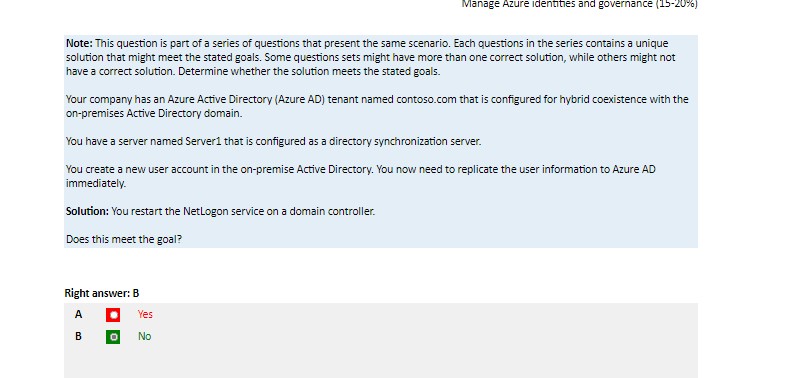 Manage Azure identities and governance (15-20%)
Note: This question is part of a series of questions that present the same scenario. Each questions in the series contains a unique
solution that might meet the stated goals. Some questions sets might have more than one correct solution, while others might not
have a correct solution. Determine whether the solution meets the stated goals.
Your company has an Azure Active Directory (Azure AD) tenant named contoso.com that is configured for hybrid coexistence with the
on-premises Active Directory domain.
You have a server named Server1 that is configured as a directory synchronization server.
You create a new user account in the on-premise Active Directory. You now need to replicate the user information to Azure AD
immediately.
Solution: You restart the NetLogon service on a domain controller.
Does this meet the goal?
Right answer: B
A Yes
B No